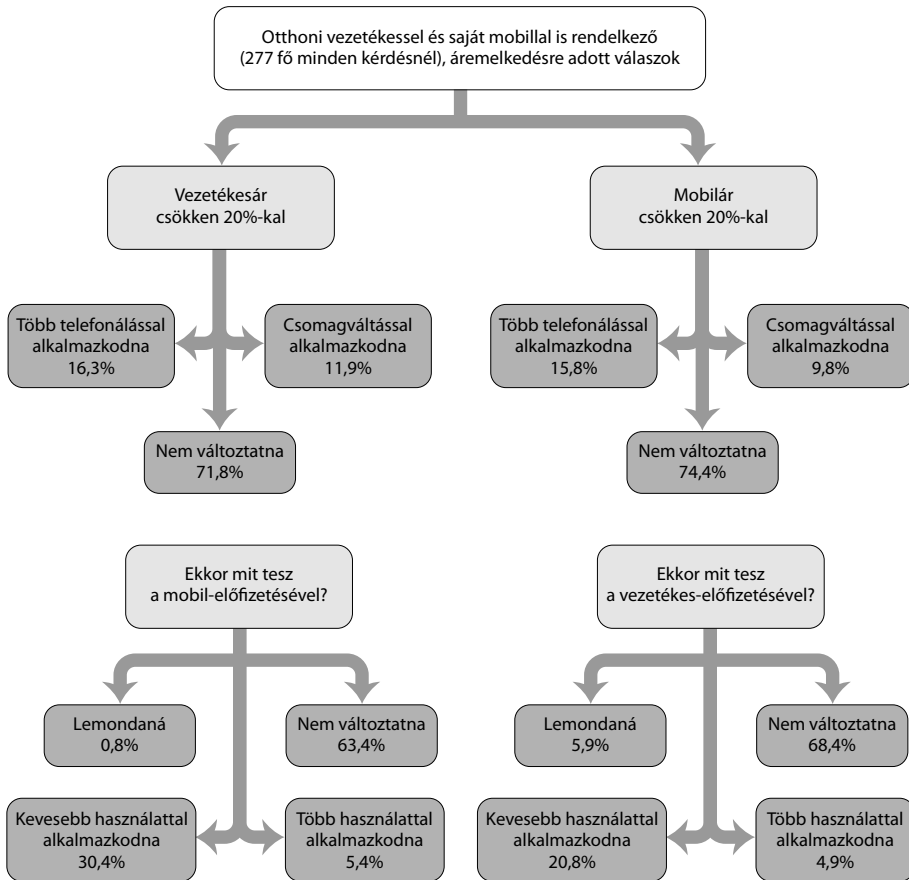 Otthoni vezetékessel és saját mobillal is rendelkező
(277 fő minden kérdésnél), áremelkedésre adott válaszok
Vezetékesár
csökken 20%-kal
Mobilár
csökken 20%-kal
Több telefonálással
alkalmazkodna
16,3%
Csomagváltással
alkalmazkodna
11,9%
Több telefonálással
alkalmazkodna
15,8%
Csomagváltással
alkalmazkodna
9,8%
Nem változtatna
71,8%
Nem változtatna
74,4%
Ekkor mit tesz
a mobil-előfizetésével?
Ekkor mit tesz
a vezetékes-előfizetésével?
Lemondaná
0,8%
Nem változtatna
63,4%
Lemondaná
5,9%
Nem változtatna
68,4%
Kevesebb használattal
alkalmazkodna
30,4%
Több használattal
alkalmazkodna
5,4%
Kevesebb használattal
alkalmazkodna
20,8%
Több használattal
alkalmazkodna
4,9%